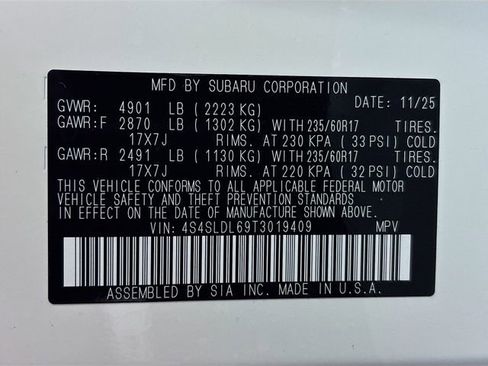 MFD BY SUBARU CORPORATION
GVWR: 4901 LB (2223 KG) DATE: 11/25
GAWR:F 2870 LB (1302 KG) WITH 235/60R17 TIRES.
17X7J RIMS. AT 230 KPA (33 PSI) COLD
GAWR:R 2491 LB (1130 KG) WITH 235/60R17 TIRES.
17X7J RIMS. AT 220 KPA (32 PSI) COLD
THIS VEHICLE CONFORMS TO ALL APPLICABLE FEDERAL MOTOR
VEHICLE SAFETY AND THEFT PREVENTION STANDARDS
IN EFFECT ON THE DATE OF MANUFACTURE SHOWN ABOVE.
VIN: 4S4SLDL69T3019409 MPV
ASSEMBLED BY SIA INC. MADE IN U.S.A.